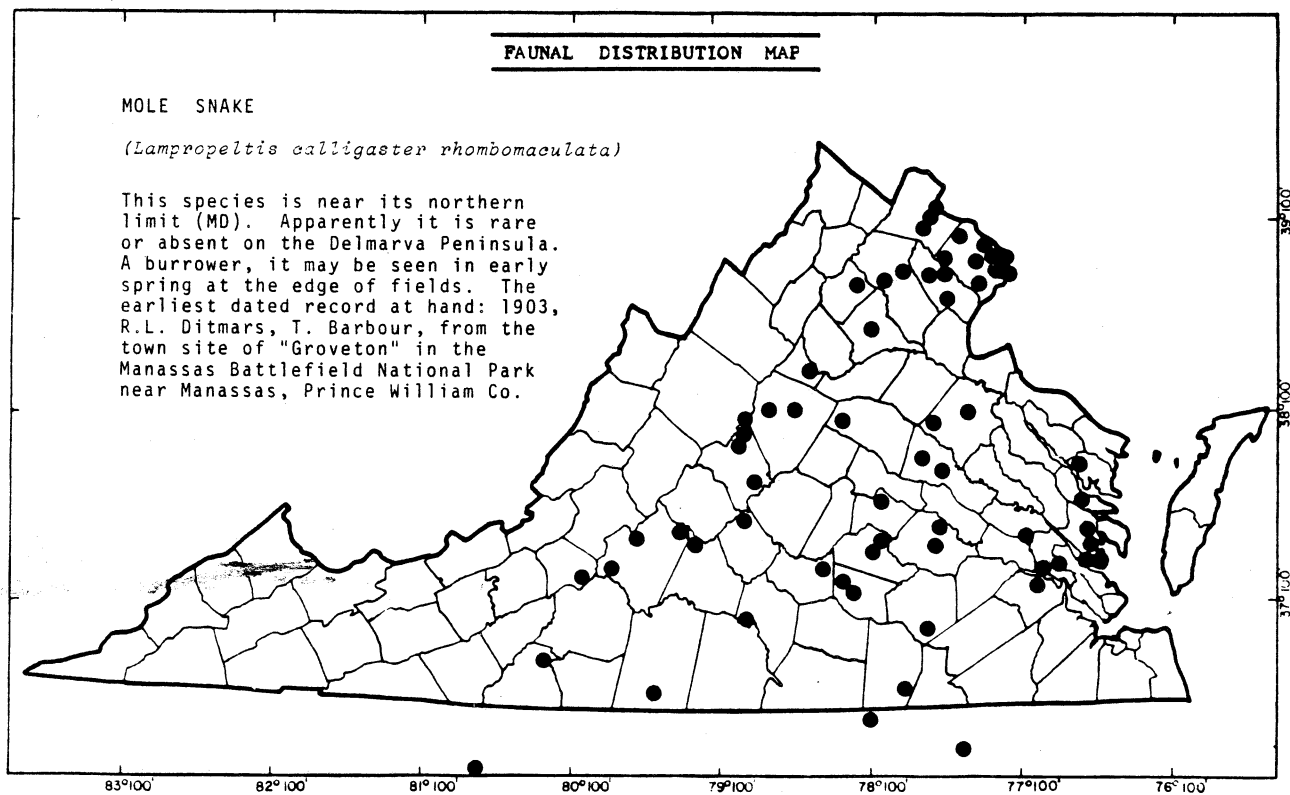 FAUNAL DISTRIBUTION MAP
MOLE SNAKE
(Lampropeltis calligaster rhombomaculata)
This species is near its northern
limit (MD). Apparently it is rare
or absent on the Delmarva Peninsula.
A burrower, it may be seen in early
spring at the edge of fields. The
earliest dated record at hand: 1903,
R.L. Ditmars, T. Barbour, from the
town site of "Groveton" in the
Manassas Battlefield National Park
near Manassas, Prince William Co.
39°00'
38°00'
37°00'
83°00'
82°00'
81°00'
80°00'
79°00'
78°00'
77°00'
76°00'